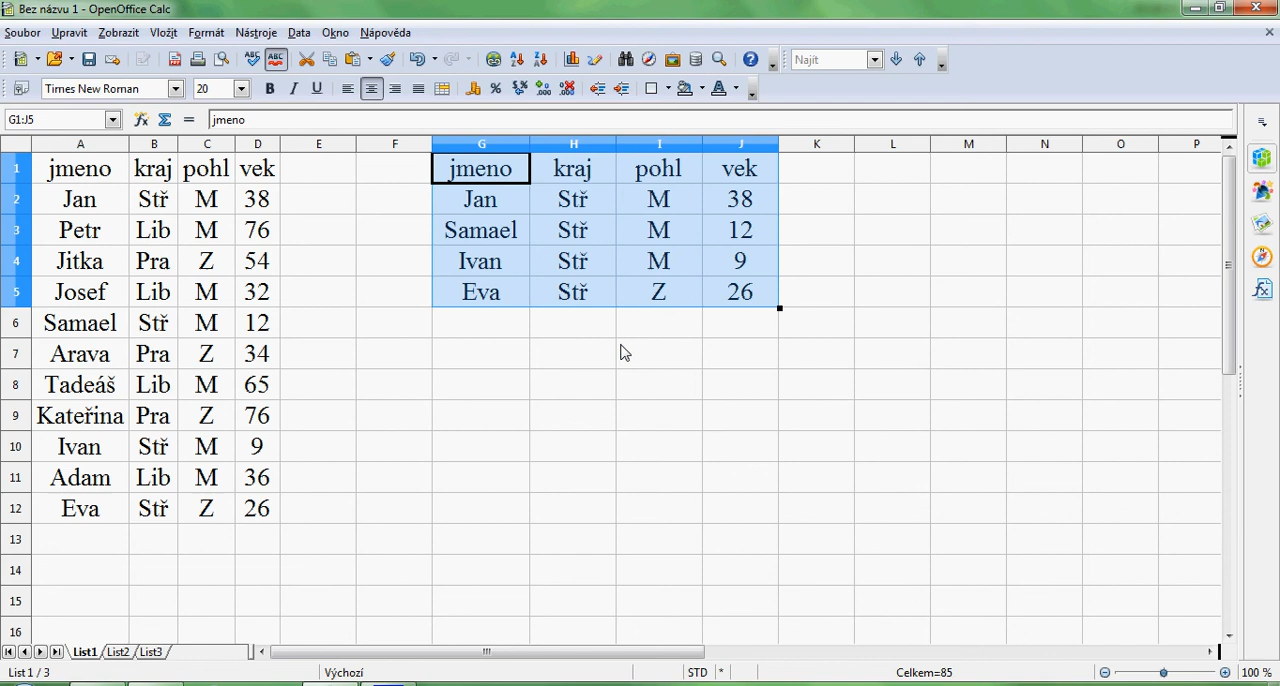 Bez názvu 1 - OpenOffice Calc
Soubor Upravit Zobrazit Vložit Formát Nástroje Data Okno Nápověda
ABC ABC Najít
Times New Roman 20 B I U
G1:J5 jmeno
A B C D E F G H I J K L M N O P
1 jmeno kraj pohl vek jmeno kraj pohl vek
2 Jan Stř M 38 Jan Stř M 38
3 Petr Lib M 76 Samael Stř M 12
4 Jitka Pra Z 54 Ivan Stř M 9
5 Josef Lib M 32 Eva Stř Z 26
6 Samael Stř M 12
7 Arava Pra Z 34
8 Tadeáš Lib M 65
9 Kateřina Pra Z 76
10 Ivan Stř M 9
11 Adam Lib M 36
12 Eva Stř Z 26
13
14
15
16
List1 List2 List3
List 1 / 3 Výchozí STD * Celkem=85 100 %